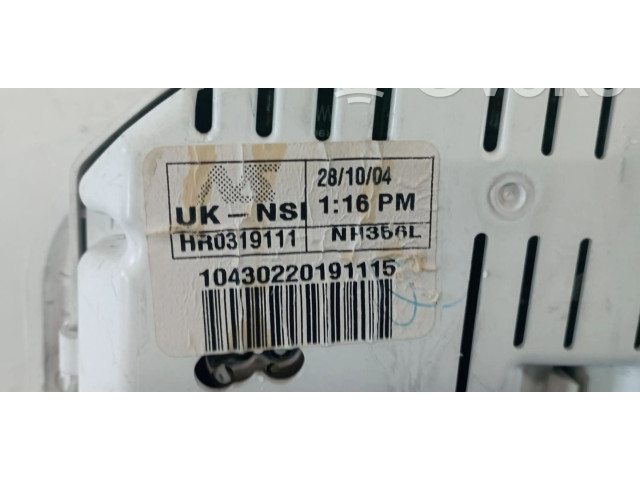 28/10/04
UK-NSI 1:16 PM
HR0319111 NH356L
10430220191115